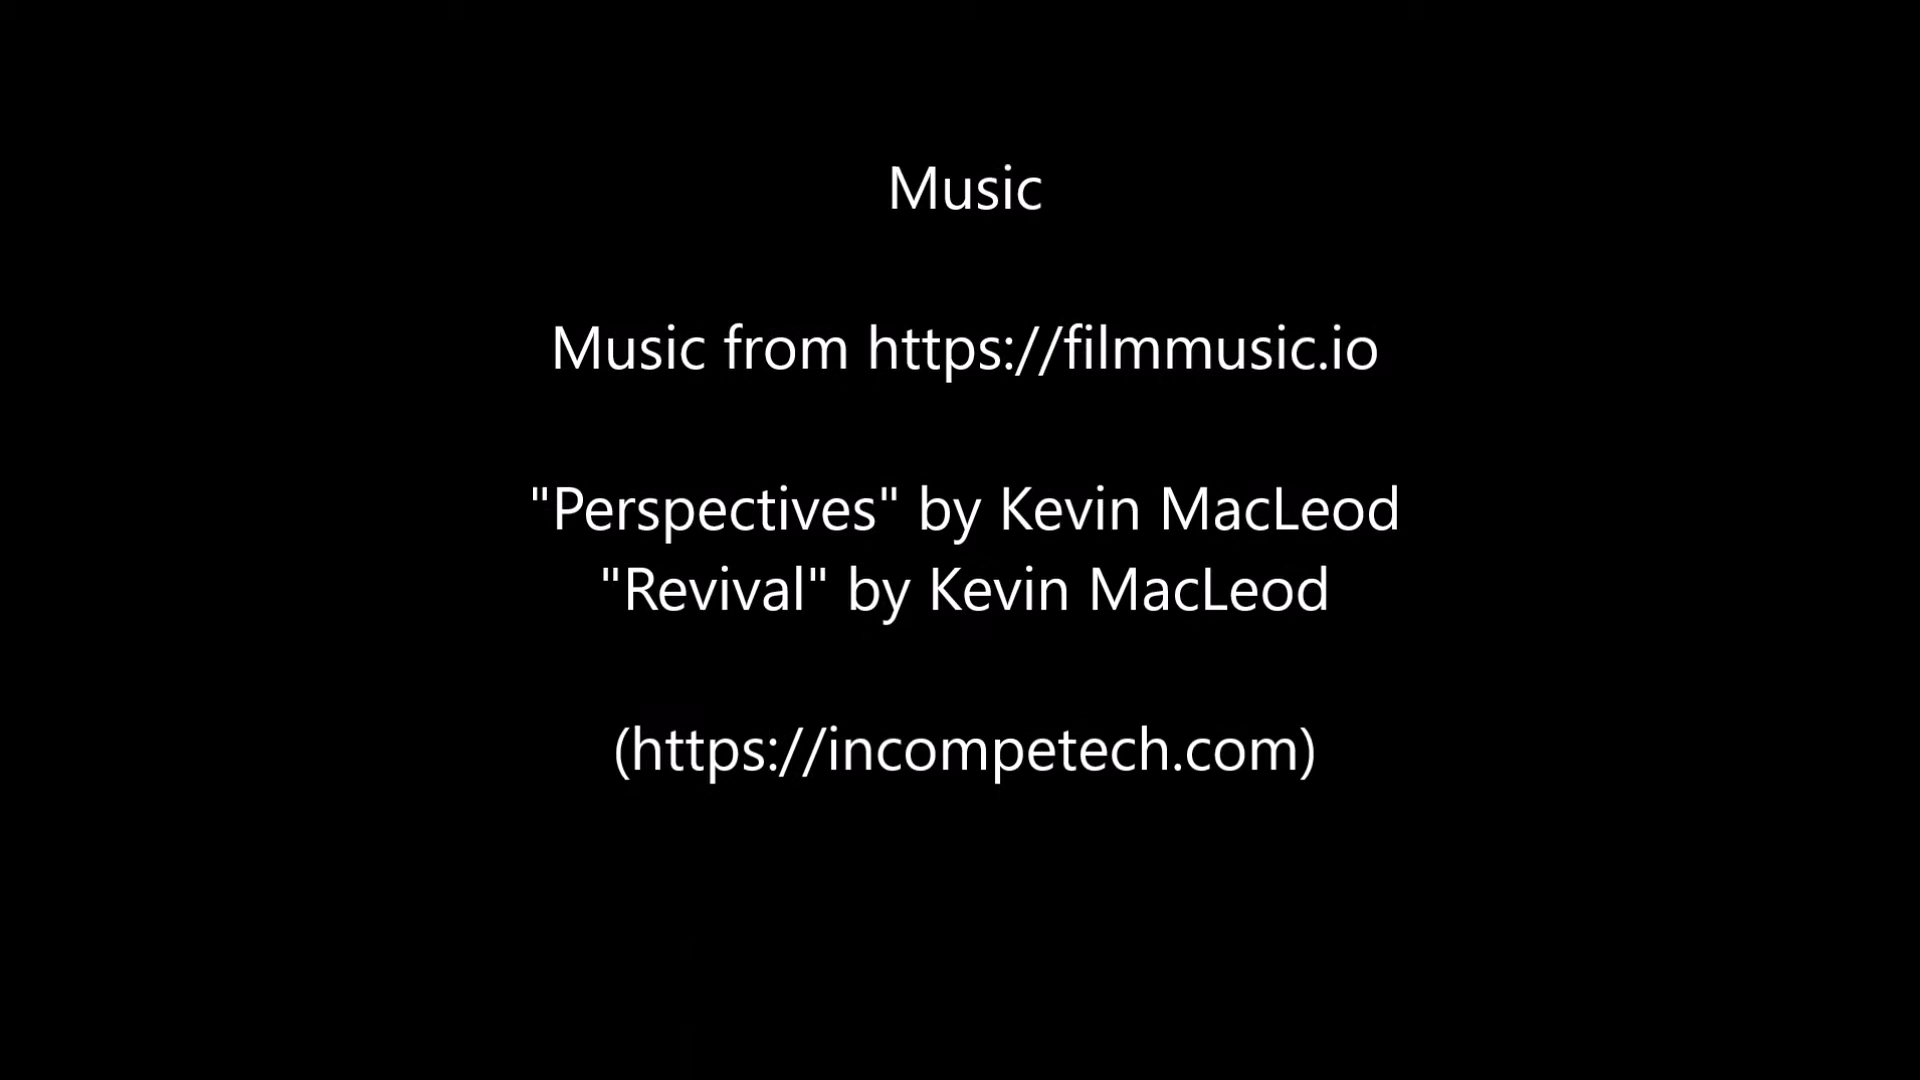 Music
Music from https://filmmusic.io
"Perspectives" by Kevin MacLeod
"Revival" by Kevin MacLeod
(https://incompetech.com)